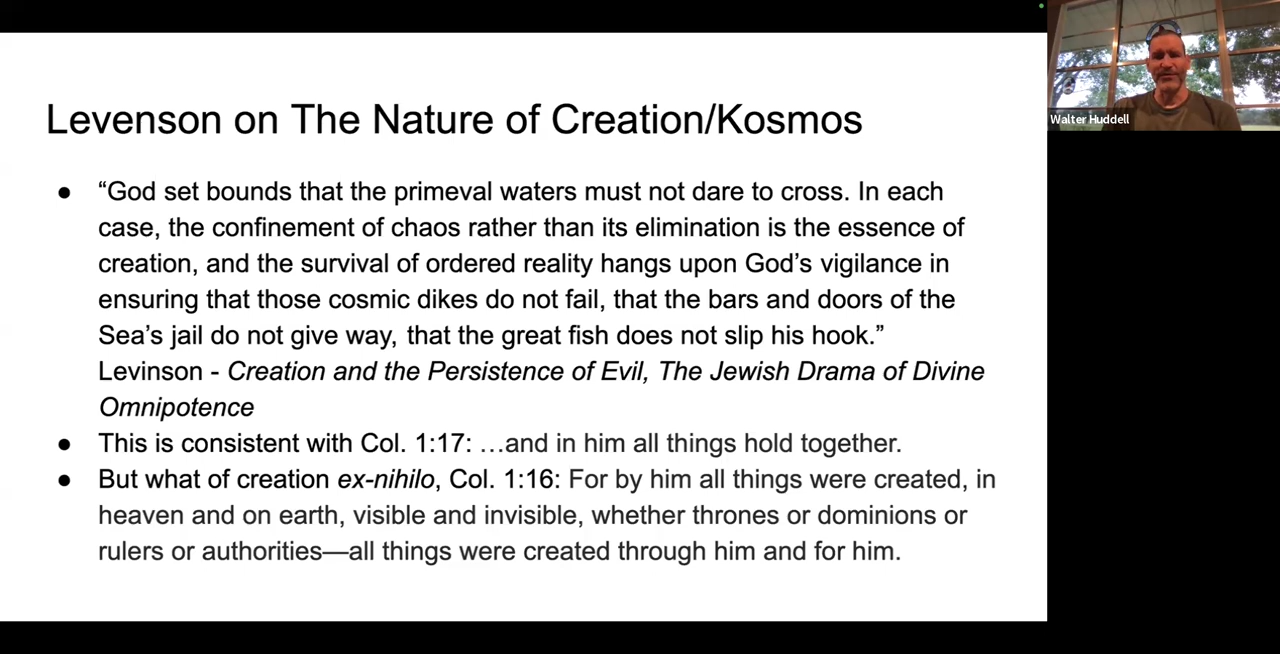 Levenson on The Nature of Creation/Kosmos
● “God set bounds that the primeval waters must not dare to cross. In each
case, the confinement of chaos rather than its elimination is the essence of
creation, and the survival of ordered reality hangs upon God’s vigilance in
ensuring that those cosmic dikes do not fail, that the bars and doors of the
Sea’s jail do not give way, that the great fish does not slip his hook.”
Levinson - Creation and the Persistence of Evil, The Jewish Drama of Divine
Omnipotence
● This is consistent with Col. 1:17: …and in him all things hold together.
● But what of creation ex-nihilo, Col. 1:16: For by him all things were created, in
heaven and on earth, visible and invisible, whether thrones or dominions or
rulers or authorities—all things were created through him and for him.
Walter Huddell